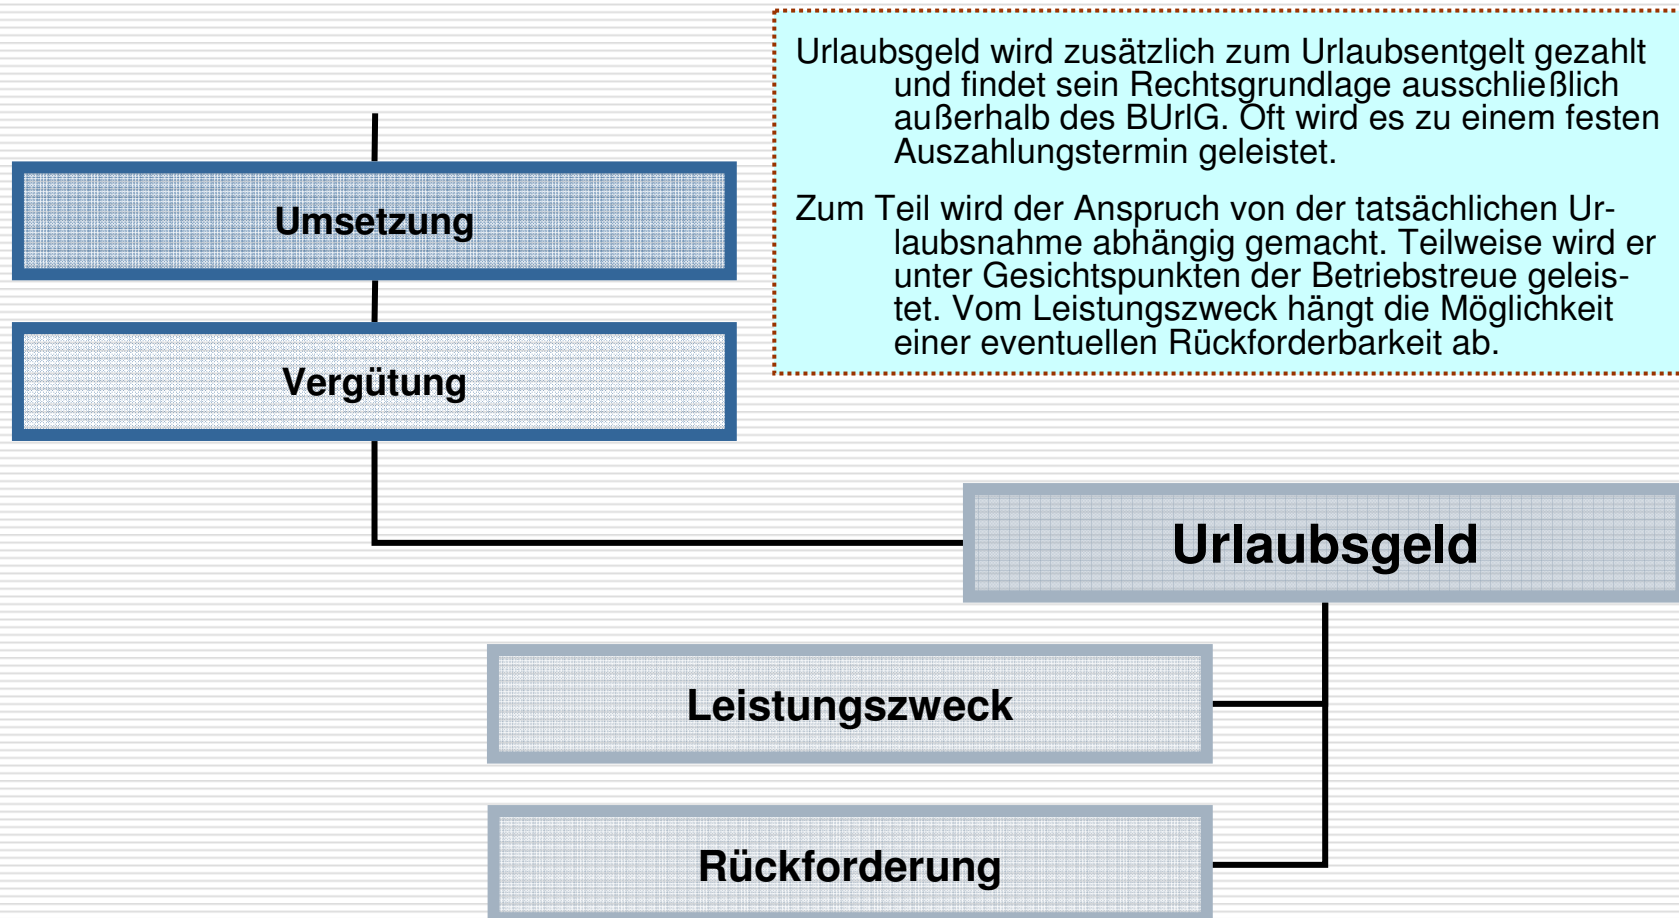 Urlaubsgeld wird zusätzlich zum Urlaubsentgelt gezahlt
und findet sein Rechtsgrundlage ausschließlich
außerhalb des BUrlG. Oft wird es zu einem festen
Auszahlungstermin geleistet.
Zum Teil wird der Anspruch von der tatsächlichen Ur-
laubsnahme abhängig gemacht. Teilweise wird er
unter Gesichtspunkten der Betriebstreue geleis-
tet. Vom Leistungszweck hängt die Möglichkeit
einer eventuellen Rückforderbarkeit ab.
Umsetzung
Vergütung
Urlaubsgeld
Leistungszweck
Rückforderung